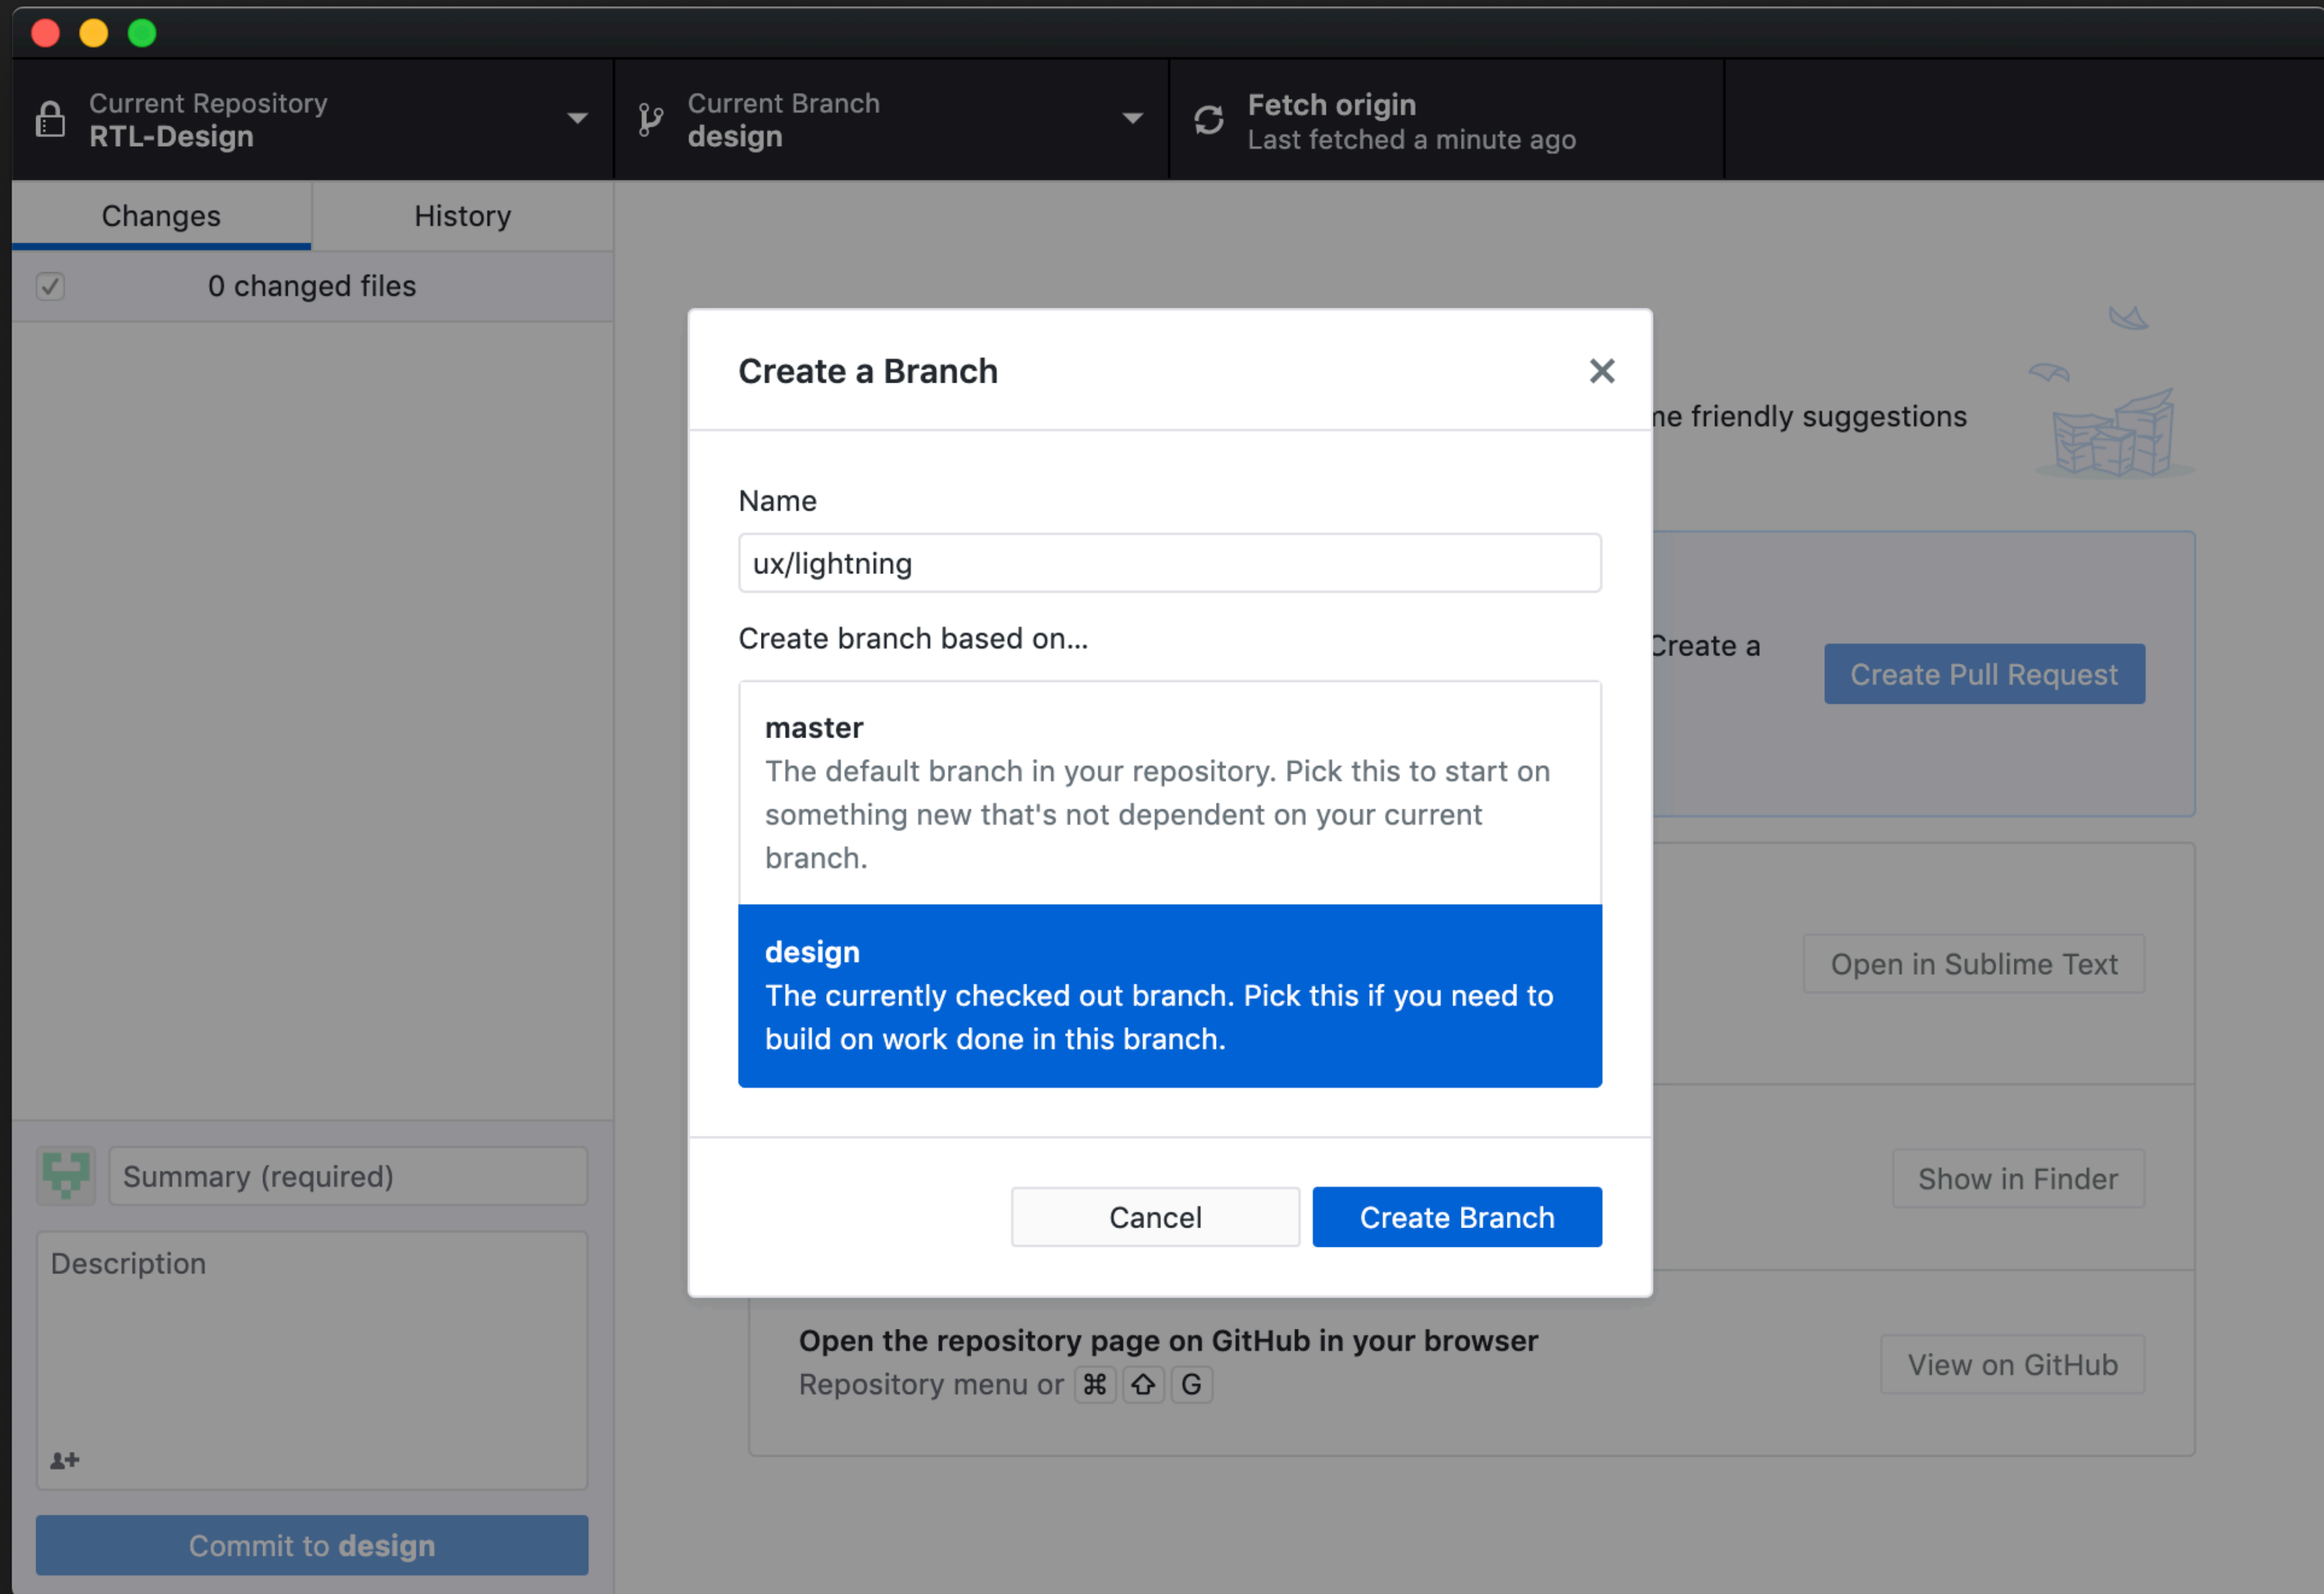 Current Repository
RTL-Design
Current Branch
design
Fetch origin
Last fetched a minute ago
Changes
History
0 changed files
Create a Branch
friendly suggestions
Name
ux/lightning
Create branch based on...
Create a
Create Pull Request
master
The default branch in your repository. Pick this to start on
something new that's not dependent on your current
branch.
design
The currently checked out branch. Pick this if you need to
build on work done in this branch.
Open in Sublime Text
Cancel
Create Branch
Show in Finder
Summary (required)
Description
Open the repository page on GitHub in your browser
Repository menu or ⌘ ⇧ G
View on GitHub
Commit to design